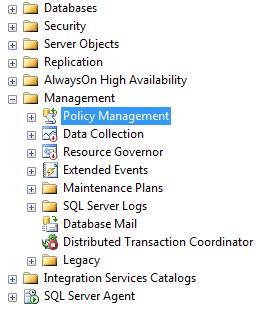 Databases
Security
Server Objects
Replication
AlwaysOn High Availability
Management
Policy Management
Data Collection
Resource Governor
Extended Events
Maintenance Plans
SQL Server Logs
Database Mail
Distributed Transaction Coordinator
Legacy
Integration Services Catalogs
SQL Server Agent